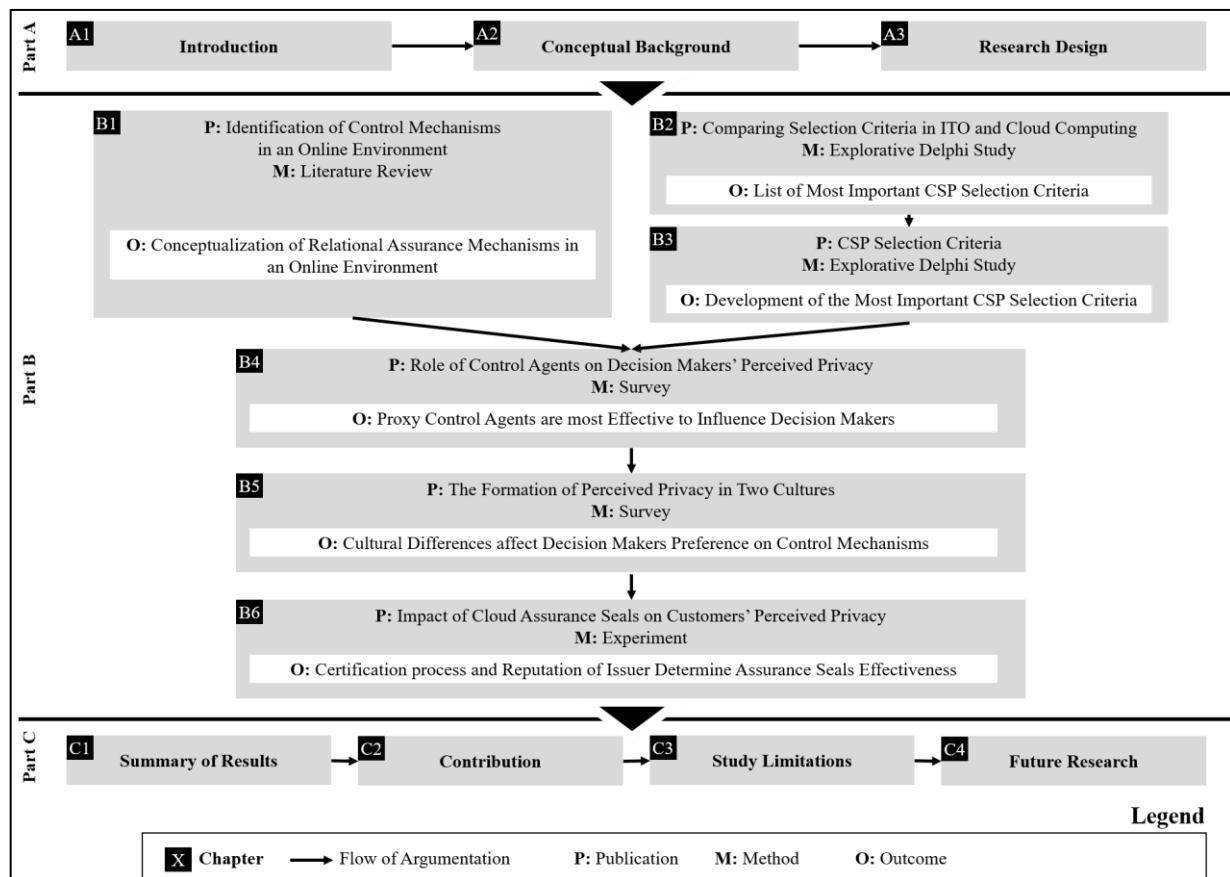 Part A
A1
Introduction
A2
Conceptual Background
A3
Research Design
Part B
B1
P: Identification of Control Mechanisms
in an Online Environment
M: Literature Review
O: Conceptualization of Relational Assurance Mechanisms in
an Online Environment
B2
P: Comparing Selection Criteria in ITO and Cloud Computing
M: Explorative Delphi Study
O: List of Most Important CSP Selection Criteria
B3
P: CSP Selection Criteria
M: Explorative Delphi Study
O: Development of the Most Important CSP Selection Criteria
B4
P: Role of Control Agents on Decision Makers’ Perceived Privacy
M: Survey
O: Proxy Control Agents are most Effective to Influence Decision Makers
B5
P: The Formation of Perceived Privacy in Two Cultures
M: Survey
O: Cultural Differences affect Decision Makers Preference on Control Mechanisms
B6
P: Impact of Cloud Assurance Seals on Customers’ Perceived Privacy
M: Experiment
O: Certification process and Reputation of Issuer Determine Assurance Seals Effectiveness
Part C
C1
Summary of Results
C2
Contribution
C3
Study Limitations
C4
Future Research
Legend
X Chapter Flow of Argumentation P: Publication M: Method O: Outcome